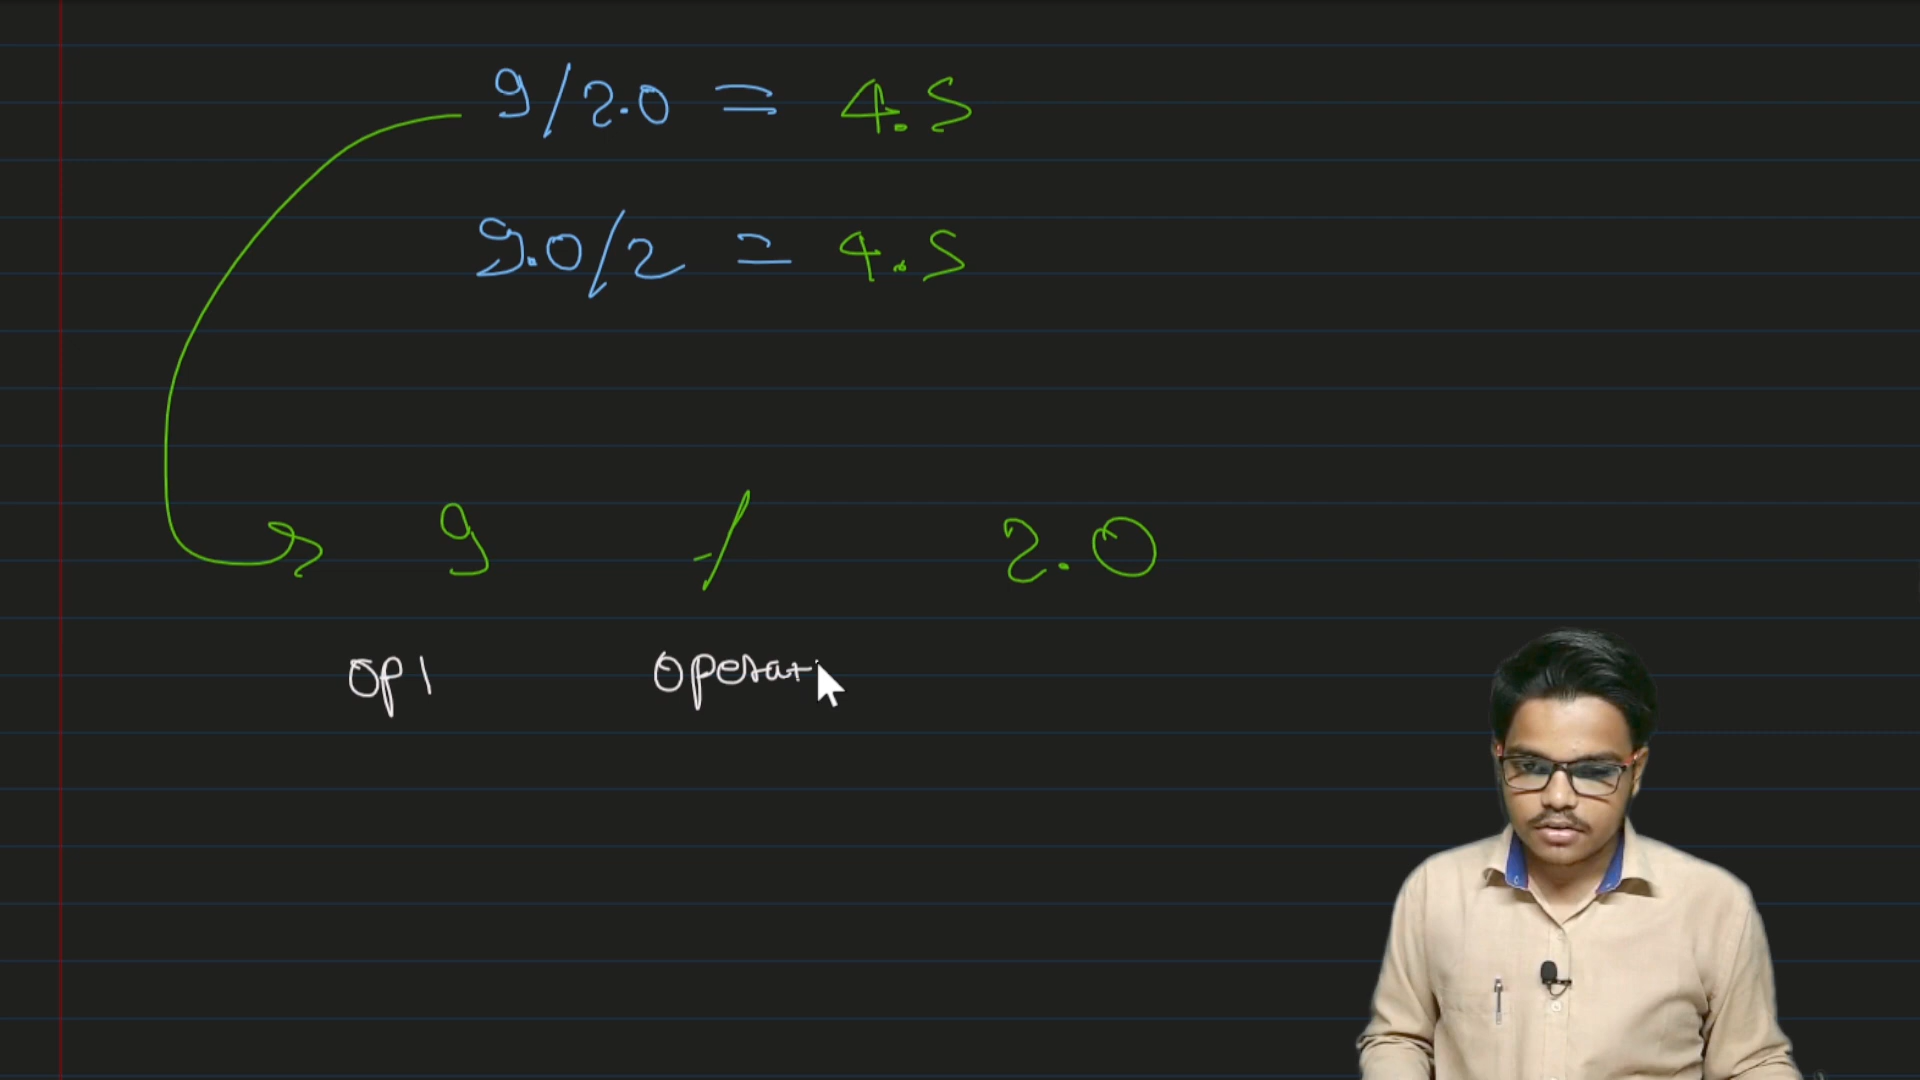 9/2.0 = 4.5
9.0/2 = 4.5
9 / 2.0
OP1 Operat